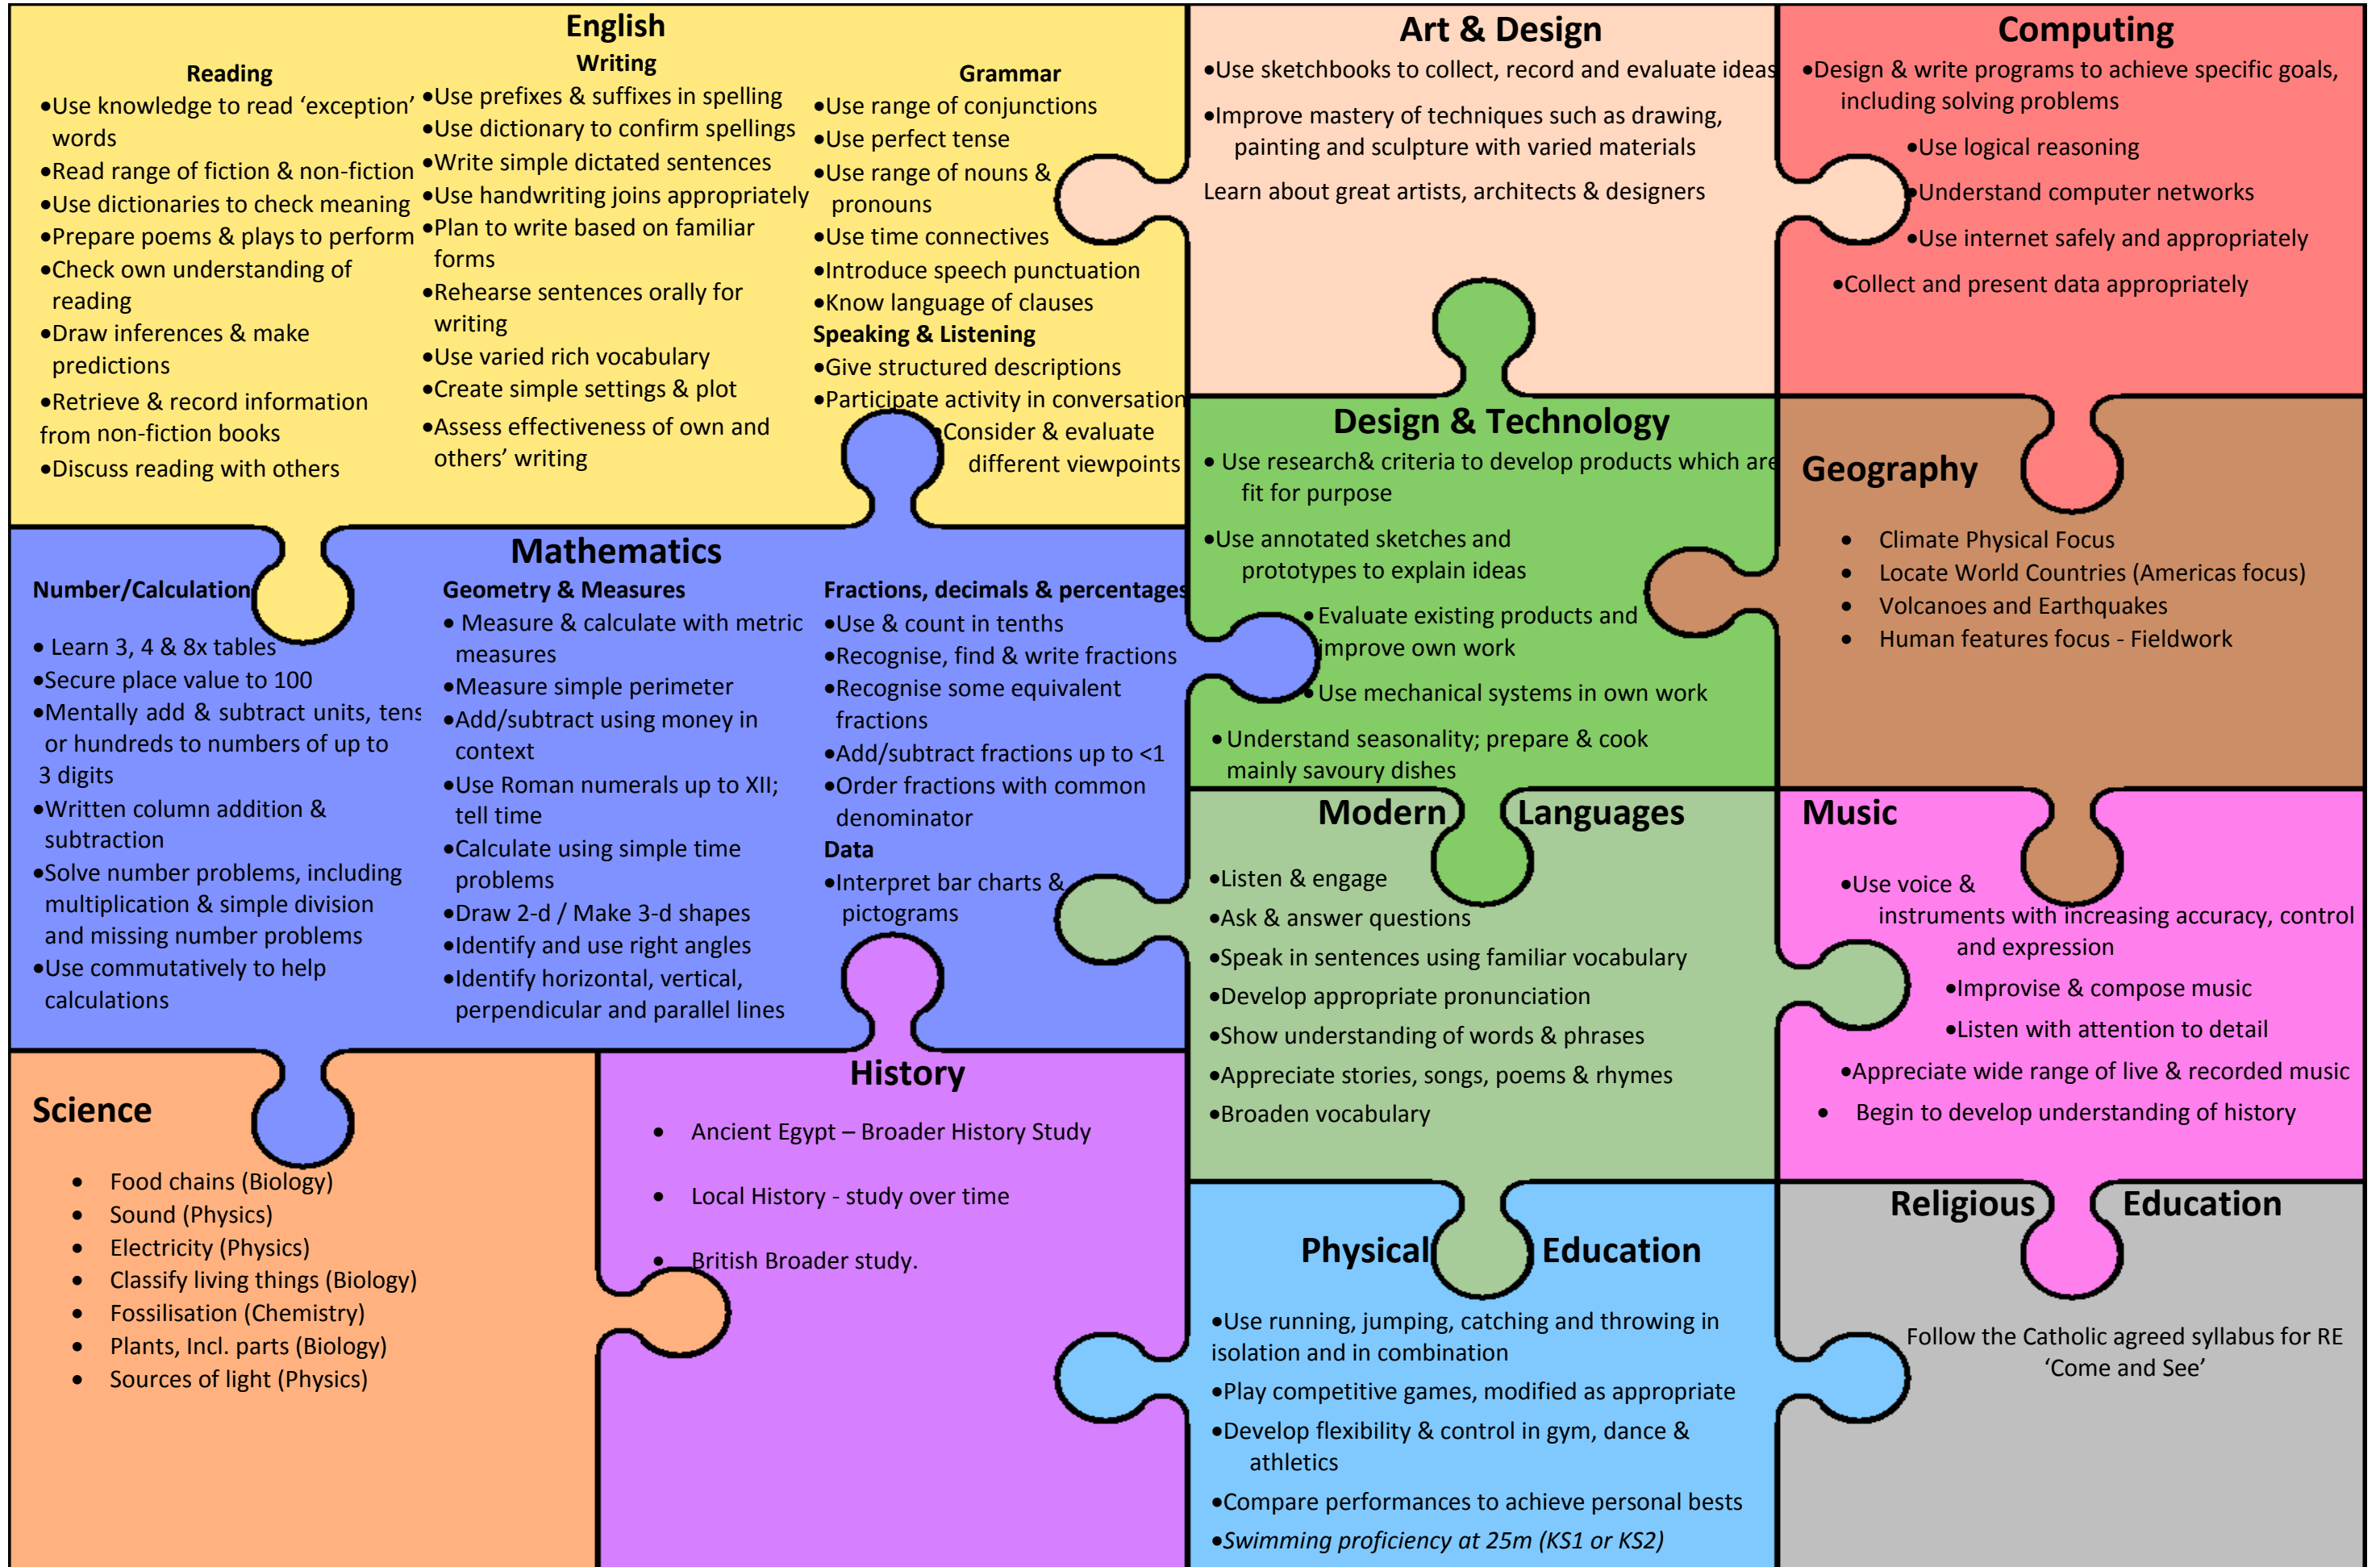 English
Reading
•Use knowledge to read ‘exception’
words
•Read range of fiction & non-fiction
•Use dictionaries to check meaning
•Prepare poems & plays to perform
•Check own understanding of
reading
•Draw inferences & make
predictions
•Retrieve & record information
from non-fiction books
•Discuss reading with others
Writing
•Use prefixes & suffixes in spelling
•Use dictionary to confirm spellings
•Write simple dictated sentences
•Use handwriting joins appropriately
•Plan to write based on familiar
forms
•Rehearse sentences orally for
writing
•Use varied rich vocabulary
•Create simple settings & plot
•Assess effectiveness of own and
others’ writing
Grammar
•Use range of conjunctions
•Use perfect tense
•Use range of nouns &
pronouns
•Use time connectives
•Introduce speech punctuation
•Know language of clauses
Speaking & Listening
•Give structured descriptions
•Participate activity in conversation
•Consider & evaluate
different viewpoints
Art & Design
•Use sketchbooks to collect, record and evaluate ideas
•Improve mastery of techniques such as drawing,
painting and sculpture with varied materials
Learn about great artists, architects & designers
Computing
•Design & write programs to achieve specific goals,
including solving problems
•Use logical reasoning
•Understand computer networks
•Use internet safely and appropriately
•Collect and present data appropriately
Mathematics
Number/Calculation
• Learn 3, 4 & 8x tables
•Secure place value to 100
•Mentally add & subtract units, tens
or hundreds to numbers of up to
3 digits
•Written column addition &
subtraction
•Solve number problems, including
multiplication & simple division
and missing number problems
•Use commutatively to help
calculations
Geometry & Measures
• Measure & calculate with metric
measures
•Measure simple perimeter
•Add/subtract using money in
context
•Use Roman numerals up to XII;
tell time
•Calculate using simple time
problems
•Draw 2-d / Make 3-d shapes
•Identify and use right angles
•Identify horizontal, vertical,
perpendicular and parallel lines
Fractions, decimals & percentages
•Use & count in tenths
•Recognise, find & write fractions
•Recognise some equivalent
fractions
•Add/subtract fractions up to <1
•Order fractions with common
denominator
Data
•Interpret bar charts &
pictograms
Design & Technology
• Use research& criteria to develop products which are
fit for purpose
•Use annotated sketches and
prototypes to explain ideas
•Evaluate existing products and
improve own work
•Use mechanical systems in own work
•Understand seasonality; prepare & cook
mainly savoury dishes
Geography
• Climate Physical Focus
• Locate World Countries (Americas focus)
• Volcanoes and Earthquakes
• Human features focus - Fieldwork
Modern Languages
•Listen & engage
•Ask & answer questions
•Speak in sentences using familiar vocabulary
•Develop appropriate pronunciation
•Show understanding of words & phrases
•Appreciate stories, songs, poems & rhymes
•Broaden vocabulary
Music
•Use voice &
instruments with increasing accuracy, control
and expression
•Improvise & compose music
•Listen with attention to detail
•Appreciate wide range of live & recorded music
• Begin to develop understanding of history
Science
• Food chains (Biology)
• Sound (Physics)
• Electricity (Physics)
• Classify living things (Biology)
• Fossilisation (Chemistry)
• Plants, Incl. parts (Biology)
• Sources of light (Physics)
History
• Ancient Egypt – Broader History Study
• Local History - study over time
• British Broader study.
Physical Education
•Use running, jumping, catching and throwing in
isolation and in combination
•Play competitive games, modified as appropriate
•Develop flexibility & control in gym, dance &
athletics
•Compare performances to achieve personal bests
•Swimming proficiency at 25m (KS1 or KS2)
Religious Education
Follow the Catholic agreed syllabus for RE
‘Come and See’